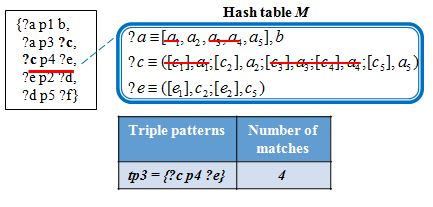 Hash table M
{?a p1 b,
?a p3 ?c,
?c p4 ?e,
?e p2 ?d,
?d p5 ?f}
?a ≡ [a₁, a₂, a₃, a₄, a₅], b
?c ≡ ([c₁], a₁; [c₂], a₂; [c₃], a₃; [c₄], a₄; [c₅], a₅)
?e ≡ ([e₁], c₂; [e₂], c₅)
Triple patterns Number of
matches
tp3 = {?c p4 ?e} 4